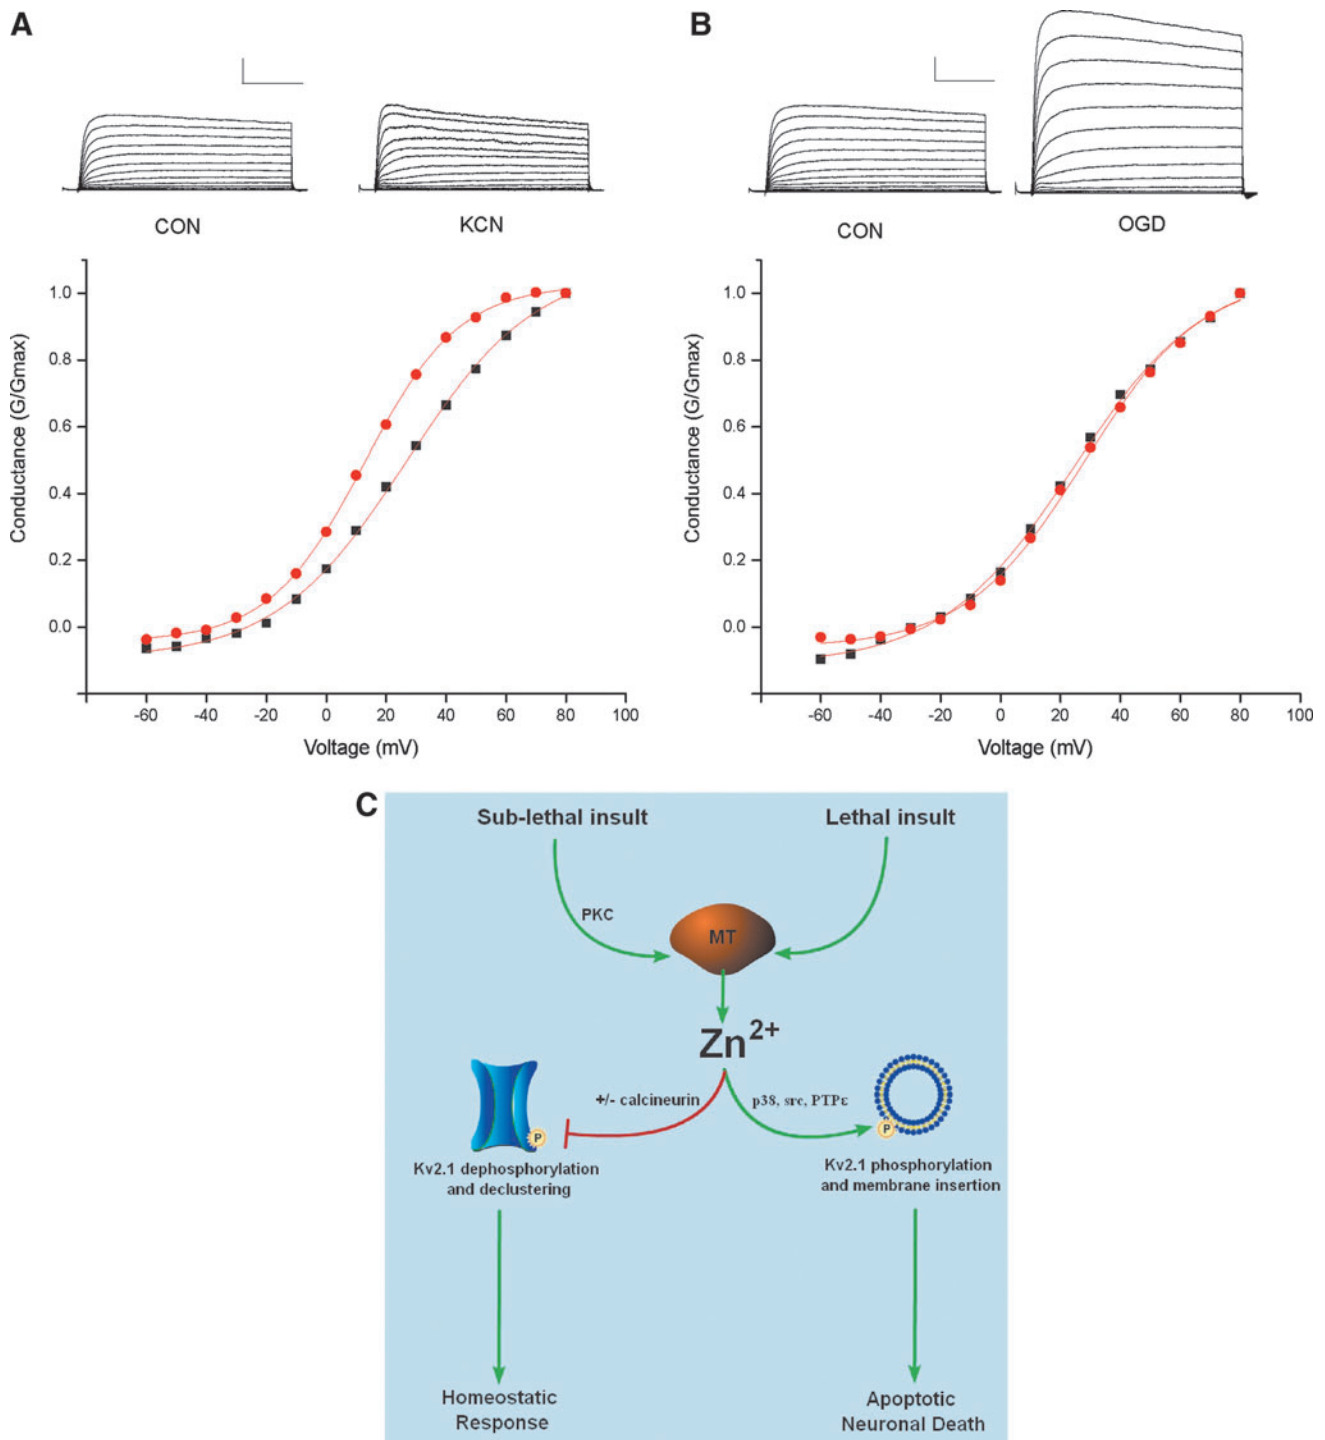 A
B
CON
KCN
CON
OGD
1.0
0.8
0.6
0.4
0.2
0.0
Conductance (G/Gmax)
-60 -40 -20 0 20 40 60 80 100
Voltage (mV)
1.0
0.8
0.6
0.4
0.2
0.0
Conductance (G/Gmax)
-60 -40 -20 0 20 40 60 80 100
Voltage (mV)
C
Sub-lethal insult
Lethal insult
PKC
MT
Zn2+
+/- calcineurin
p38, src, PTPε
P
P
Kv2.1 dephosphorylation
and declustering
Kv2.1 phosphorylation
and membrane insertion
Homeostatic
Response
Apoptotic
Neuronal Death